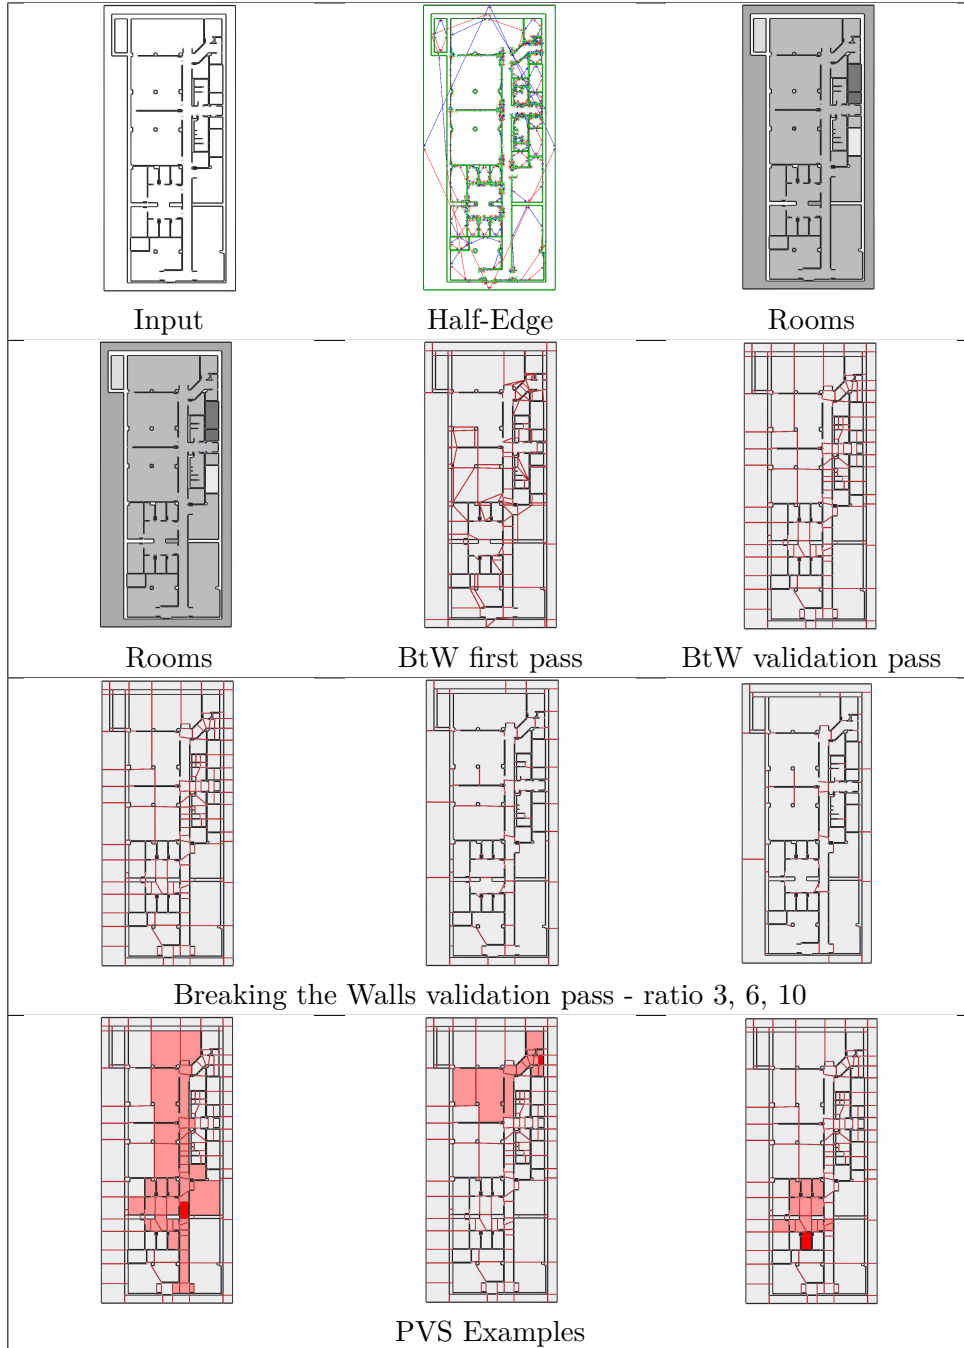 Input
Half-Edge
Rooms
Rooms
BtW first pass
BtW validation pass
Breaking the Walls validation pass - ratio 3, 6, 10
PVS Examples